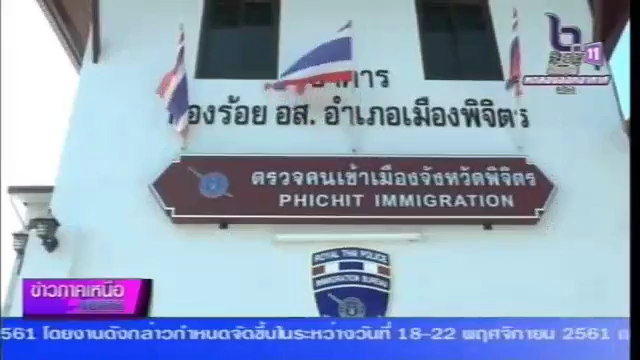 11
อาคาร
กองร้อย อส. อำเภอเมืองพิจิตร
ตรวจคนเข้าเมืองจังหวัดพิจิตร
PHICHIT IMMIGRATION
ROYAL THAI POLICE
IMMIGRATION BUREAU
ข่าวภาคเหนือ
2561 โดยงานดังกล่าวกำหนดจัดขึ้นในระหว่างวันที่ 18-22 พฤศจิกายน 2561